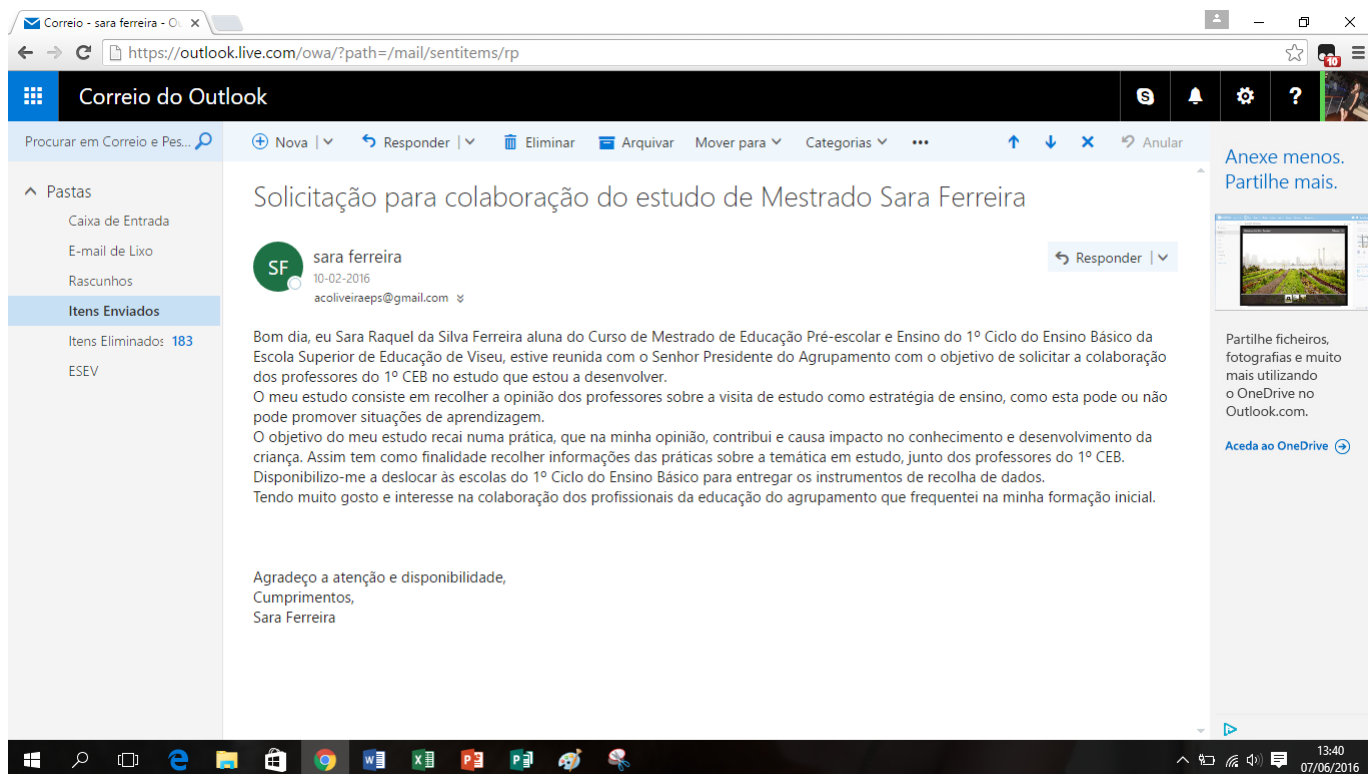 Correio - sara ferreira - O
https://outlook.live.com/owa/?path=/mail/sentitems/rp
10
Correio do Outlook
?
Procurar em Correio e Pes...
Nova
Responder
Eliminar
Arquivar
Mover para
Categorias
Anular
Pastas
Caixa de Entrada
E-mail de Lixo
Rascunhos
Itens Enviados
Itens Eliminados 183
ESEV
Solicitação para colaboração do estudo de Mestrado Sara Ferreira
SF
sara ferreira
10-02-2016
acoliveiraeps@gmail.com
Responder
Bom dia, eu Sara Raquel da Silva Ferreira aluna do Curso de Mestrado de Educação Pré-escolar e Ensino do 1º Ciclo do Ensino Básico da
Escola Superior de Educação de Viseu, estive reunida com o Senhor Presidente do Agrupamento com o objetivo de solicitar a colaboração
dos professores do 1º CEB no estudo que estou a desenvolver.
O meu estudo consiste em recolher a opinião dos professores sobre a visita de estudo como estratégia de ensino, como esta pode ou não
pode promover situações de aprendizagem.
O objetivo do meu estudo recai numa prática, que na minha opinião, contribui e causa impacto no conhecimento e desenvolvimento da
criança. Assim tem como finalidade recolher informações das práticas sobre a temática em estudo, junto dos professores do 1º CEB.
Disponibilizo-me a deslocar às escolas do 1º Ciclo do Ensino Básico para entregar os instrumentos de recolha de dados.
Tendo muito gosto e interesse na colaboração dos profissionais da educação do agrupamento que frequentei na minha formação inicial.
Agradeço a atenção e disponibilidade,
Cumprimentos,
Sara Ferreira
Anexe menos.
Partilhe mais.
Partilhe ficheiros,
fotografias e muito
mais utilizando
o OneDrive no
Outlook.com.
Aceda ao OneDrive
13:40
07/06/2016